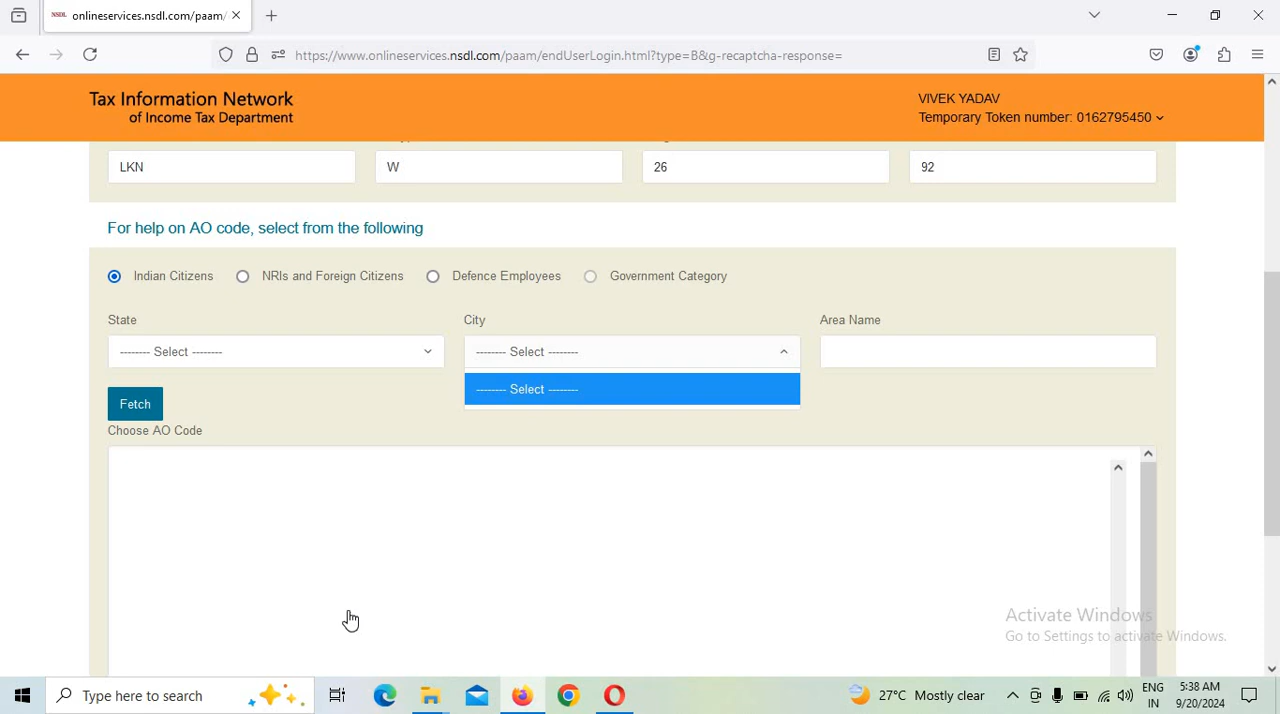 NSDL onlineservices.nsdl.com/paam/
https://www.onlineservices.nsdl.com/paam/endUserLogin.html?type=B&g-recaptcha-response=
Tax Information Network
of Income Tax Department
VIVEK YADAV
Temporary Token number: 0162795450
LKN W 26 92
For help on AO code, select from the following
Indian Citizens NRIs and Foreign Citizens Defence Employees Government Category
State City Area Name
-------- Select -------- -------- Select --------
-------- Select --------
Fetch
Choose AO Code
Activate Windows
Go to Settings to activate Windows.
Type here to search
27°C Mostly clear
ENG
IN
5:38 AM
9/20/2024